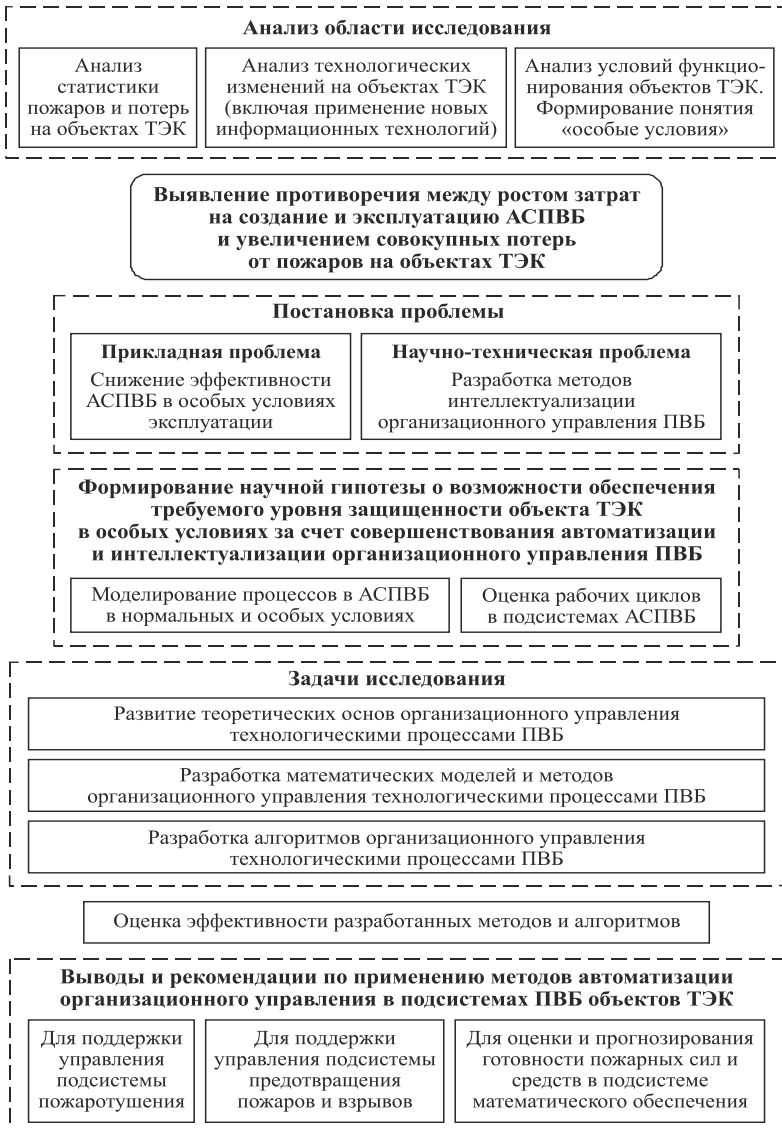 Анализ области исследования
Анализ
статистики
пожаров и потерь
на объектах ТЭК
Анализ технологических
изменений на объектах ТЭК
(включая применение новых
информационных технологий)
Анализ условий функцио-
нирования объектов ТЭК.
Формирование понятия
«особые условия»
Выявление противоречия между ростом затрат
на создание и эксплуатацию АСПВБ
и увеличением совокупных потерь
от пожаров на объектах ТЭК
Постановка проблемы
Прикладная проблема
Снижение эффективности
АСПВБ в особых условиях
эксплуатации
Научно-техническая проблема
Разработка методов
интеллектуализации
организационного управления ПВБ
Формирование научной гипотезы о возможности обеспечения
требуемого уровня защищенности объекта ТЭК
в особых условиях за счет совершенствования автоматизации
и интеллектуализации организационного управления ПВБ
Моделирование процессов в АСПВБ
в нормальных и особых условиях
Оценка рабочих циклов
в подсистемах АСПВБ
Задачи исследования
Развитие теоретических основ организационного управления
технологическими процессами ПВБ
Разработка математических моделей и методов
организационного управления технологическими процессами ПВБ
Разработка алгоритмов организационного управления
технологическими процессами ПВБ
Оценка эффективности разработанных методов и алгоритмов
Выводы и рекомендации по применению методов автоматизации
организационного управления в подсистемах ПВБ объектов ТЭК
Для поддержки
управления
подсистемы
пожаротушения
Для поддержки
управления подсистемы
предотвращения
пожаров и взрывов
Для оценки и прогнозирования
готовности пожарных сил и
средств в подсистеме
математического обеспечения